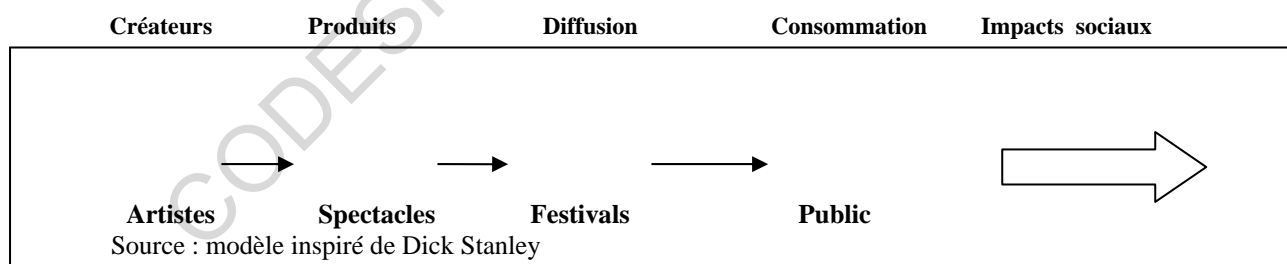 Créateurs Produits Diffusion Consommation Impacts sociaux
Artistes Spectacles Festivals Public
Source : modèle inspiré de Dick Stanley